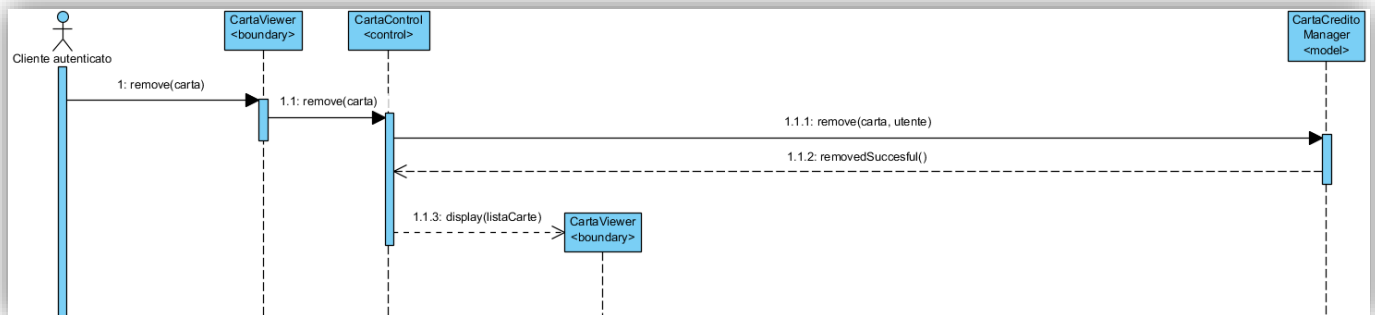 CartaViewer
<boundary>
CartaControl
<control>
CartaCredito
Manager
<model>
Cliente autenticato
1: remove(carta)
1.1: remove(carta)
1.1.1: remove(carta, utente)
1.1.2: removedSuccesful()
1.1.3: display(listaCarte)
CartaViewer
<boundary>